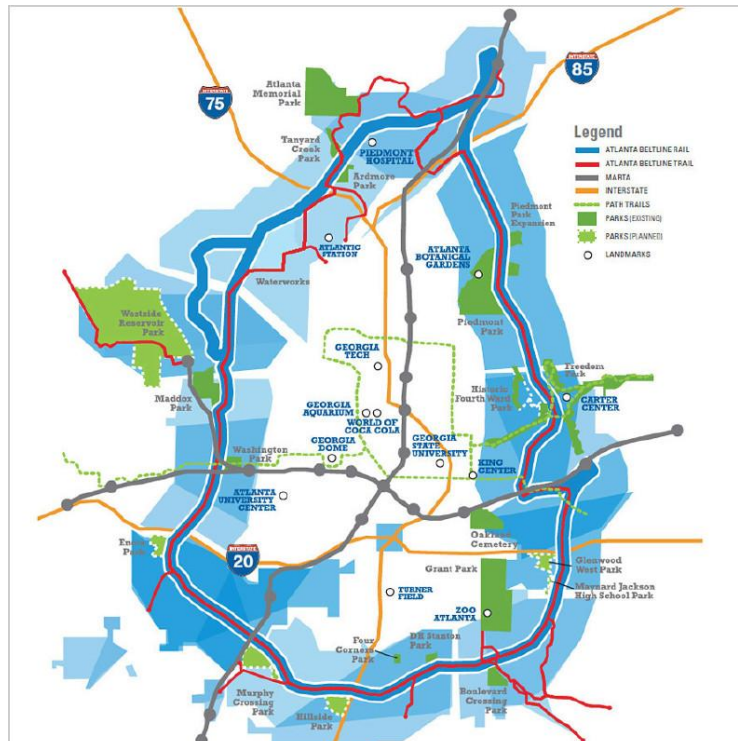 INTERSTATE
85
INTERSTATE
75
Atlanta
Memorial
Park
Tanyard
Creek
Park
PIEDMONT
HOSPITAL
Ardmore
Park
Legend
ATLANTA BELTLINE RAIL
ATLANTA BELTLINE TRAIL
MARTA
INTERSTATE
PATH TRAILS
PARKS (EXISTING)
PARKS (PLANNED)
LANDMARKS
Piedmont
Park
Expansion
ATLANTIC
STATION
ATLANTA
BOTANICAL
GARDENS
Waterworks
Westside
Reservoir
Park
Piedmont
Park
GEORGIA
TECH
Freedom
Park
Historic
Fourth Ward
Park
CARTER
CENTER
Maddox
Park
GEORGIA
AQUARIUM
WORLD OF
COCA COLA
GEORGIA
DOME
GEORGIA
STATE
UNIVERSITY
Washington
Park
KING
CENTER
ATLANTA
UNIVERSITY
CENTER
Oakland
Cemetery
Enota
Park
INTERSTATE
20
Grant Park
Glenwood
West Park
Maynard Jackson
High School Park
TURNER
FIELD
ZOO
ATLANTA
Four
Corners
Park
DH Stanton
Park
Murphy
Crossing
Park
Hillside
Park
Boulevard
Crossing
Park